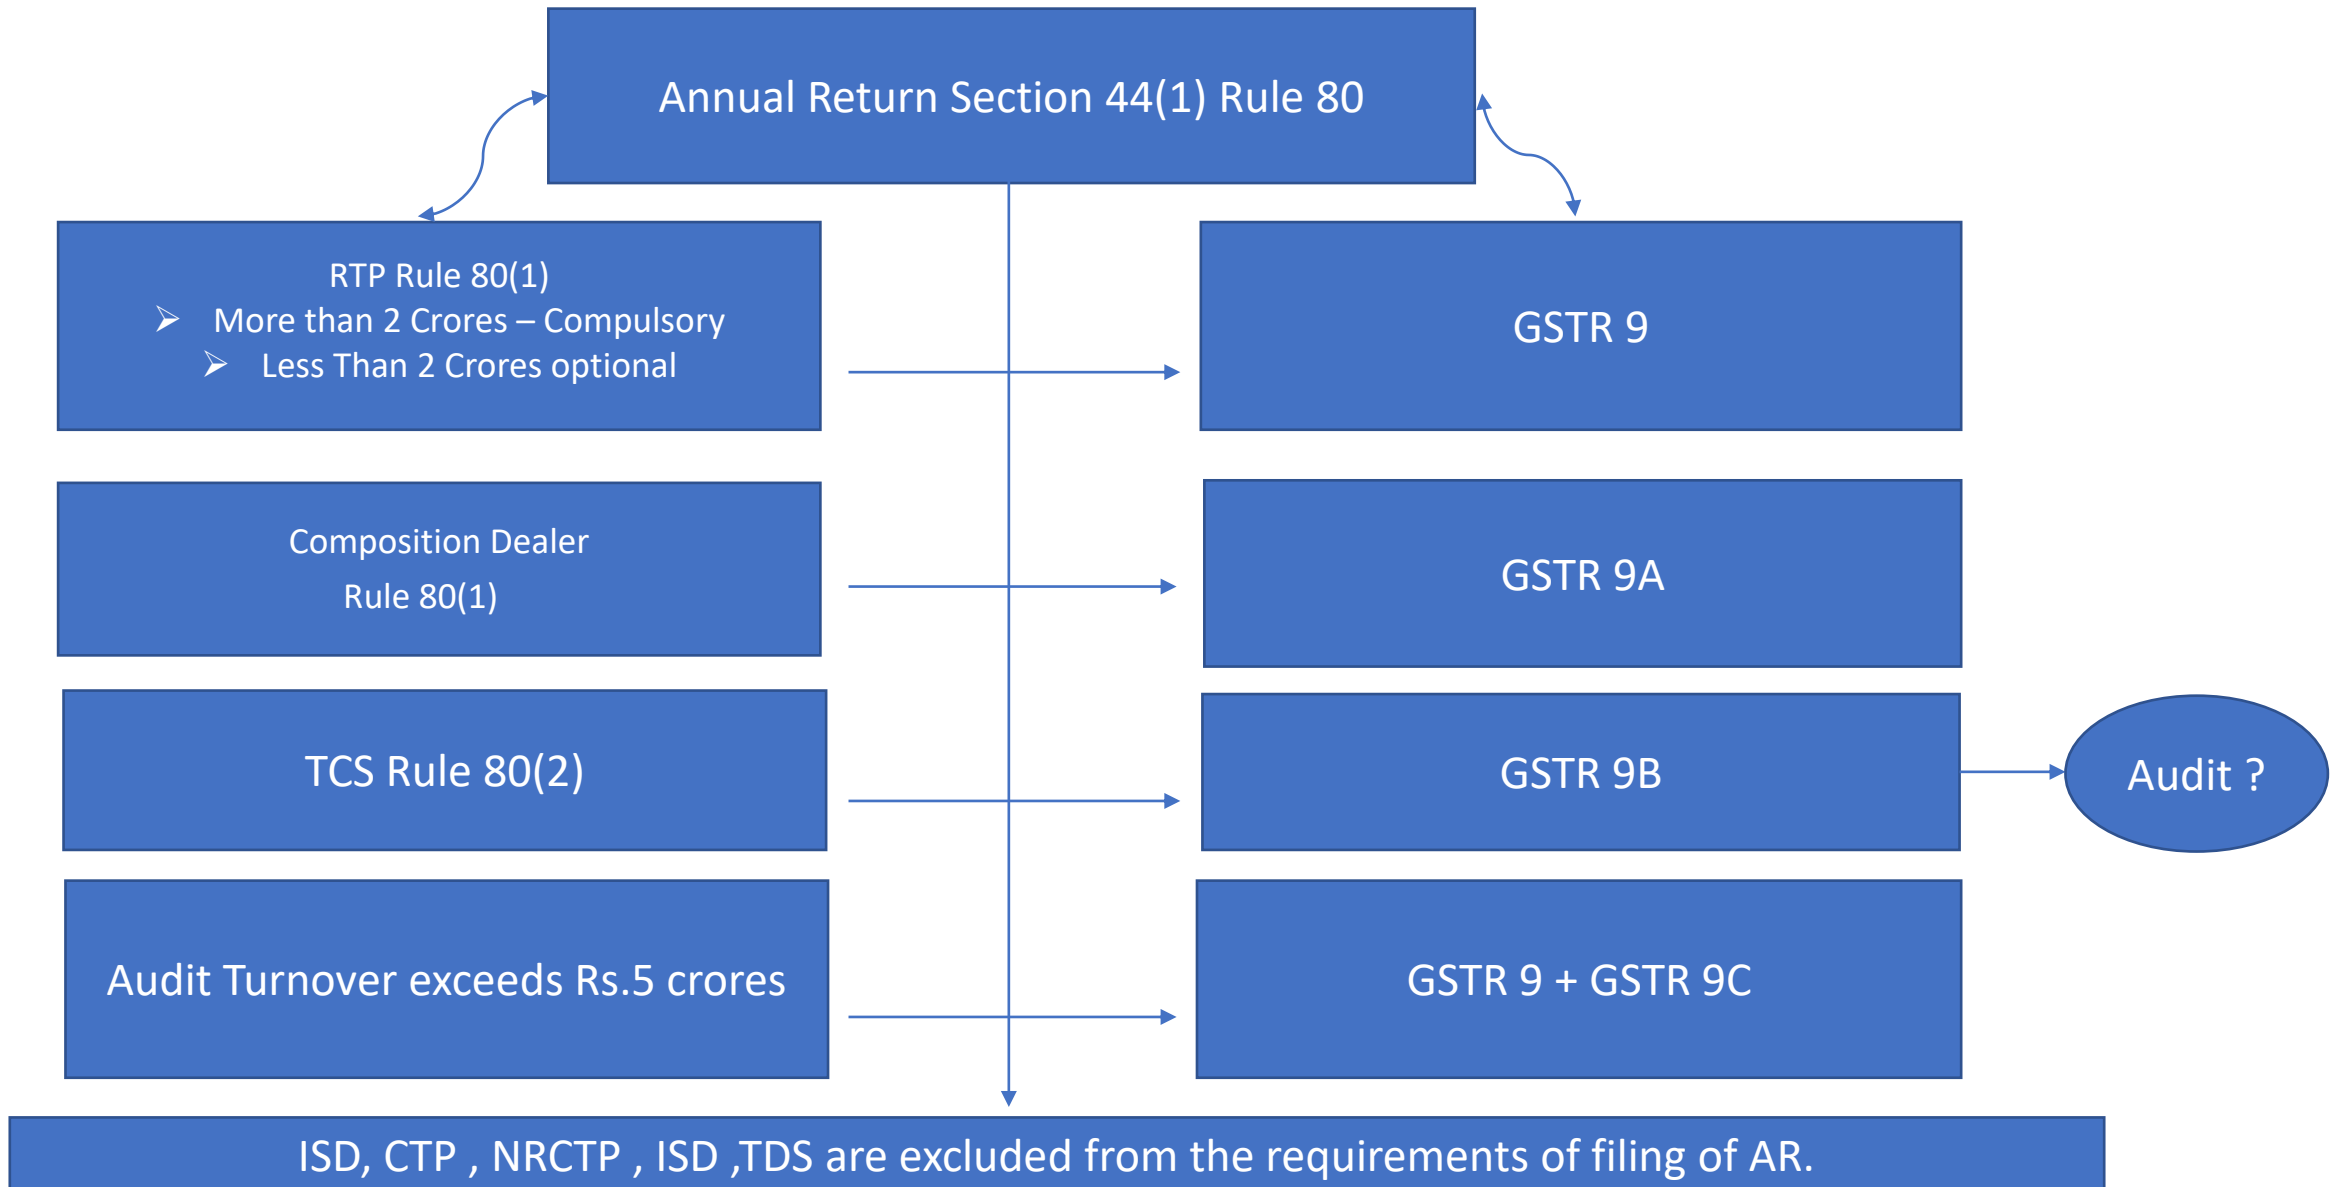 Annual Return Section 44(1) Rule 80
RTP Rule 80(1)
➢ More than 2 Crores – Compulsory
➢ Less Than 2 Crores optional
GSTR 9
Composition Dealer
Rule 80(1)
GSTR 9A
TCS Rule 80(2)
GSTR 9B
Audit ?
Audit Turnover exceeds Rs.5 crores
GSTR 9 + GSTR 9C
ISD, CTP , NRCTP , ISD ,TDS are excluded from the requirements of filing of AR.